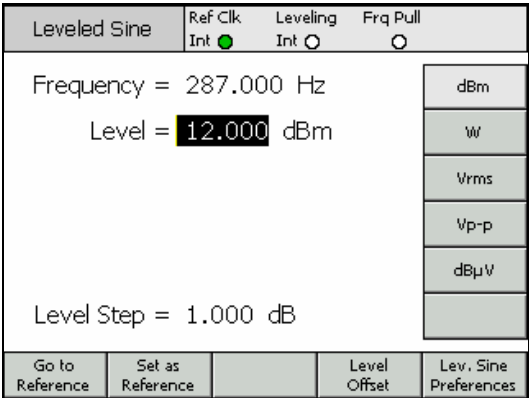 Leveled Sine
Ref Clk Leveling Frq Pull
Int Int
Frequency = 287.000 Hz
Level = 12.000 dBm
Level Step = 1.000 dB
dBm
W
Vrms
Vp-p
dBµV
Go to Reference
Set as Reference
Level Offset
Lev. Sine Preferences